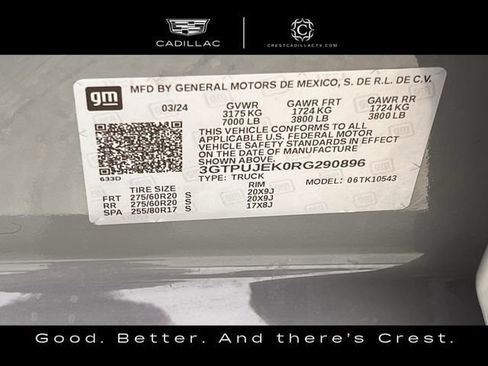 CADILLAC
CRESTCADILLACTX.COM
gm
MFD BY GENERAL MOTORS DE MEXICO, S. DE R.L. DE C.V.
03/24 GVWR GAWR FRT GAWR RR
3175 KG 1724 KG 1724 KG
7000 LB 3800 LB 3800 LB
THIS VEHICLE CONFORMS TO ALL
APPLICABLE U.S. FEDERAL MOTOR
VEHICLE SAFETY STANDARDS IN EFFECT
ON THE DATE OF MANUFACTURE SHOWN ABOVE.
3GTPUJEK0RG290896
633D TYPE: TRUCK MODEL: 06TK10543
TIRE SIZE RIM
FRT 275/60R20 S 20X9J
RR 275/60R20 S 20X9J
SPA 255/80R17 S 17X8J
Good. Better. And there's Crest.